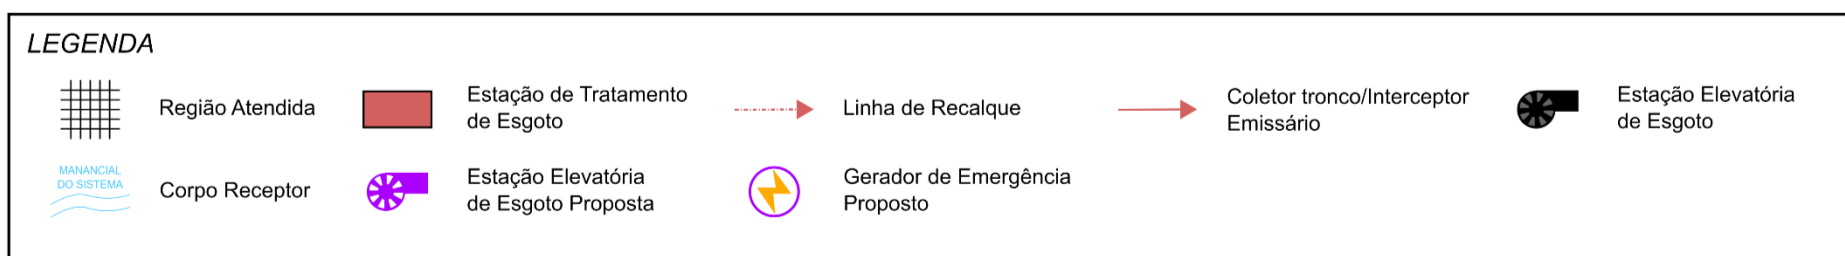 LEGENDA
Região Atendida
Estação de Tratamento
de Esgoto
Linha de Recalque
Coletor tronco/Interceptor
Emissário
Estação Elevatória
de Esgoto
MANANCIAL
DO SISTEMA
Corpo Receptor
Estação Elevatória
de Esgoto Proposta
Gerador de Emergência
Proposto